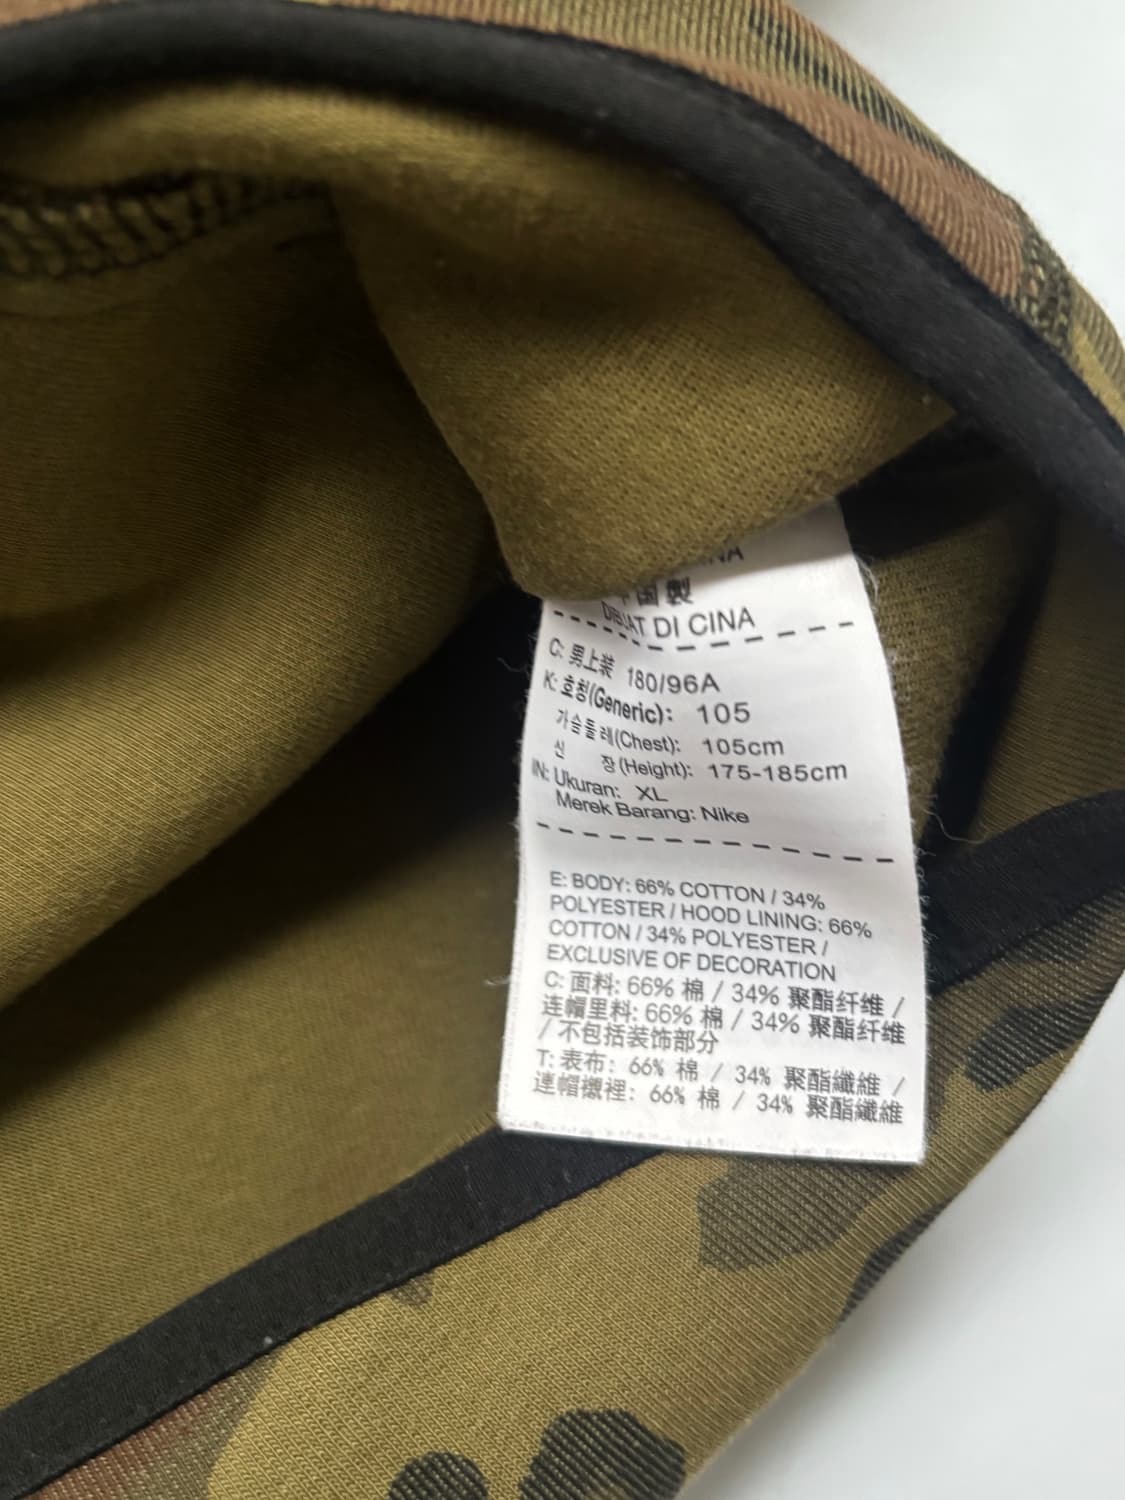 国製
DIBUAT DI CINA
C: 男上装 180/96A
K: 호칭(Generic): 105
가슴둘레(Chest): 105cm
신 장(Height): 175-185cm
IN: Ukuran: XL
Merek Barang: Nike
E: BODY: 66% COTTON / 34%
POLYESTER / HOOD LINING: 66%
COTTON / 34% POLYESTER /
EXCLUSIVE OF DECORATION
C: 面料: 66% 棉 / 34% 聚酯纤维 /
连帽里料: 66% 棉 / 34% 聚酯纤维
/ 不包括装饰部分
T: 表布: 66% 棉 / 34% 聚酯纖維 /
連帽襯裡: 66% 棉 / 34% 聚酯纖維